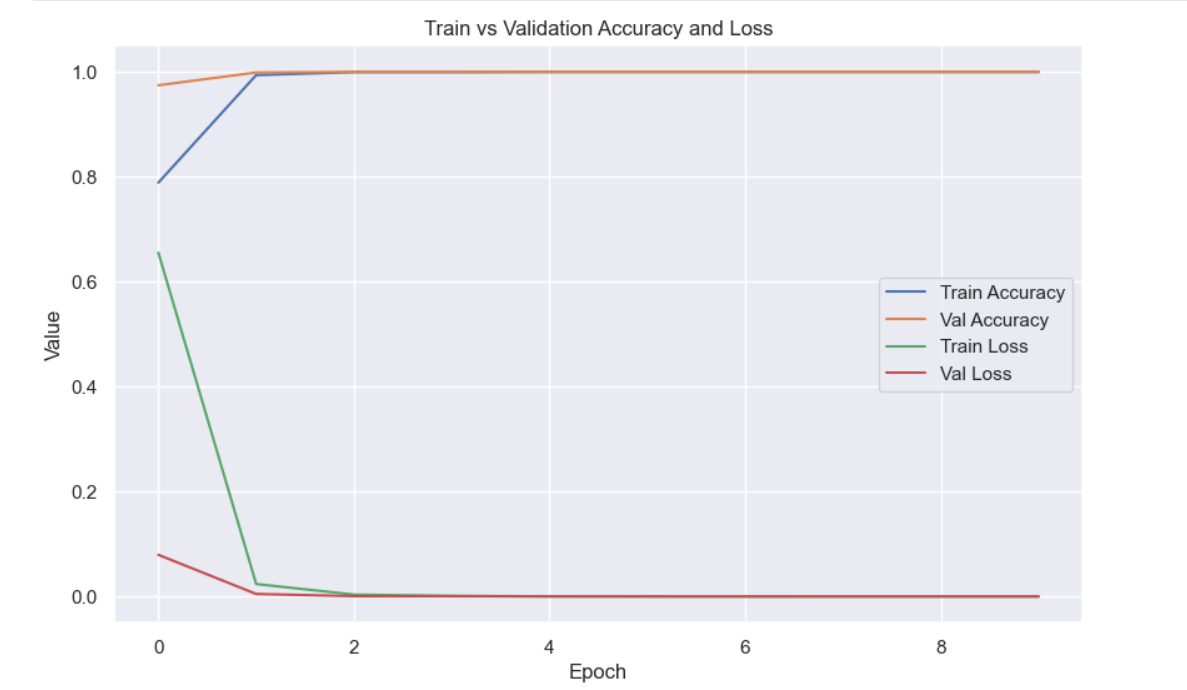 Train vs Validation Accuracy and Loss
1.0
0.8
0.6
0.4
0.2
0.0
Value
Train Accuracy
Val Accuracy
Train Loss
Val Loss
0 2 4 6 8
Epoch